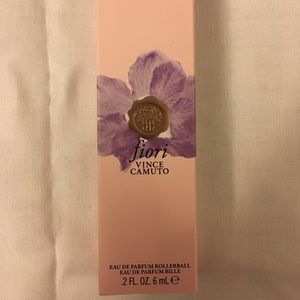 fiori
VINCE
CAMUTO
EAU DE PARFUM ROLLERBALL
EAU DE PARFUM BILLE
.2 FL. OZ. 6 mL ℮